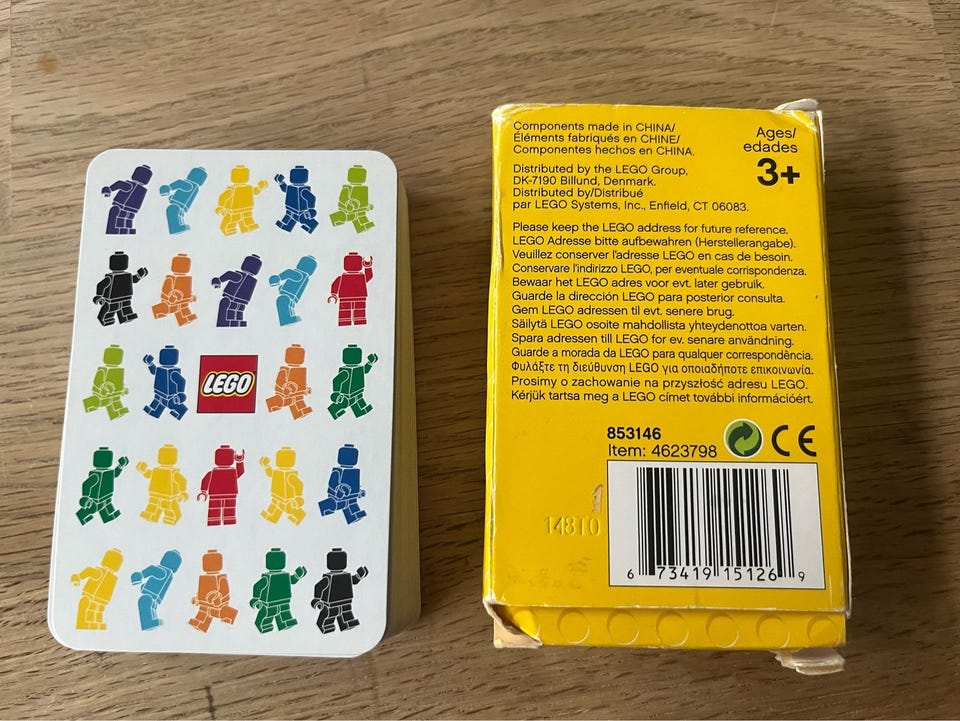 LEGO
Components made in CHINA/
Éléments fabriqués en CHINE/
Componentes hechos en CHINA.
Ages/
edades
3+
Distributed by the LEGO Group,
DK-7190 Billund, Denmark.
Distributed by/Distribué
par LEGO Systems, Inc., Enfield, CT 06083.
Please keep the LEGO address for future reference.
LEGO Adresse bitte aufbewahren (Herstellerangabe).
Veuillez conserver l'adresse LEGO en cas de besoin.
Conservare l'indirizzo LEGO, per eventuale corrispondenza.
Bewaar het LEGO adres voor evt. later gebruik.
Guarde la dirección LEGO para posterior consulta.
Gem LEGO adressen til evt. senere brug.
Säilytä LEGO osoite mahdollista yhteydenottoa varten.
Spara adressen till LEGO for ev. senare användning.
Guarde a morada da LEGO para qualquer correspondência.
Φυλάξτε τη διεύθυνση LEGO για οποιαδήποτε επικοινωνία.
Prosimy o zachowanie na przyszłość adresu LEGO.
Kérjük tartsa meg a LEGO címet további információért.
853146
Item: 4623798
CE
148T0
6 73419 15126 9